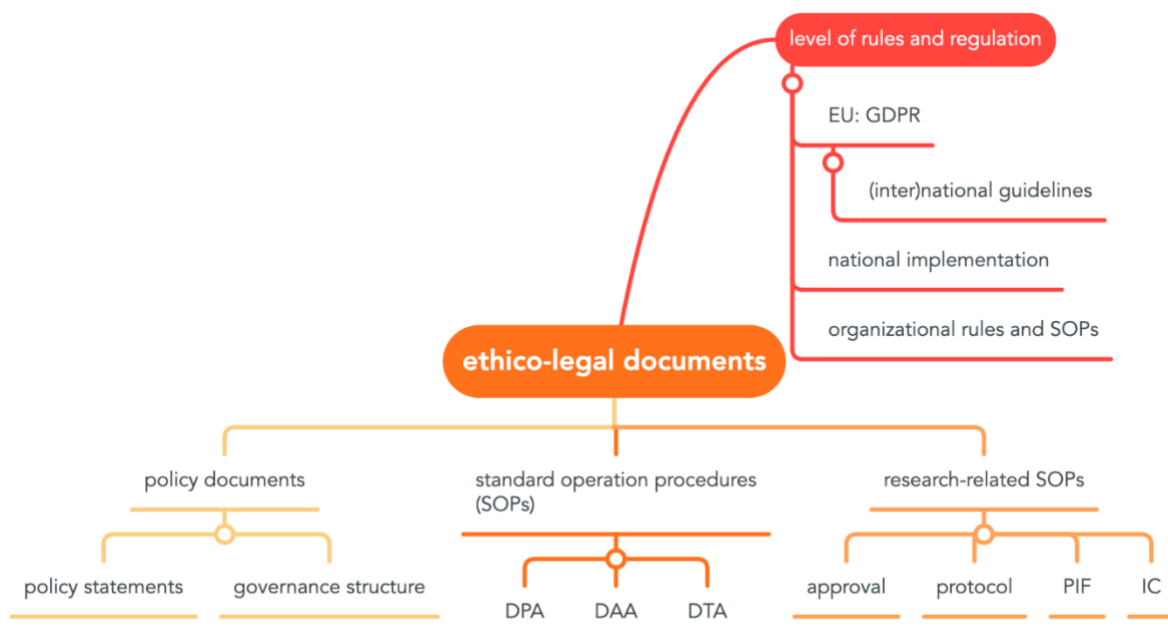 level of rules and regulation
EU: GDPR
(inter)national guidelines
national implementation
organizational rules and SOPs
ethico-legal documents
policy documents
standard operation procedures
(SOPs)
research-related SOPs
policy statements
governance structure
DPA
DAA
DTA
approval
protocol
PIF
IC